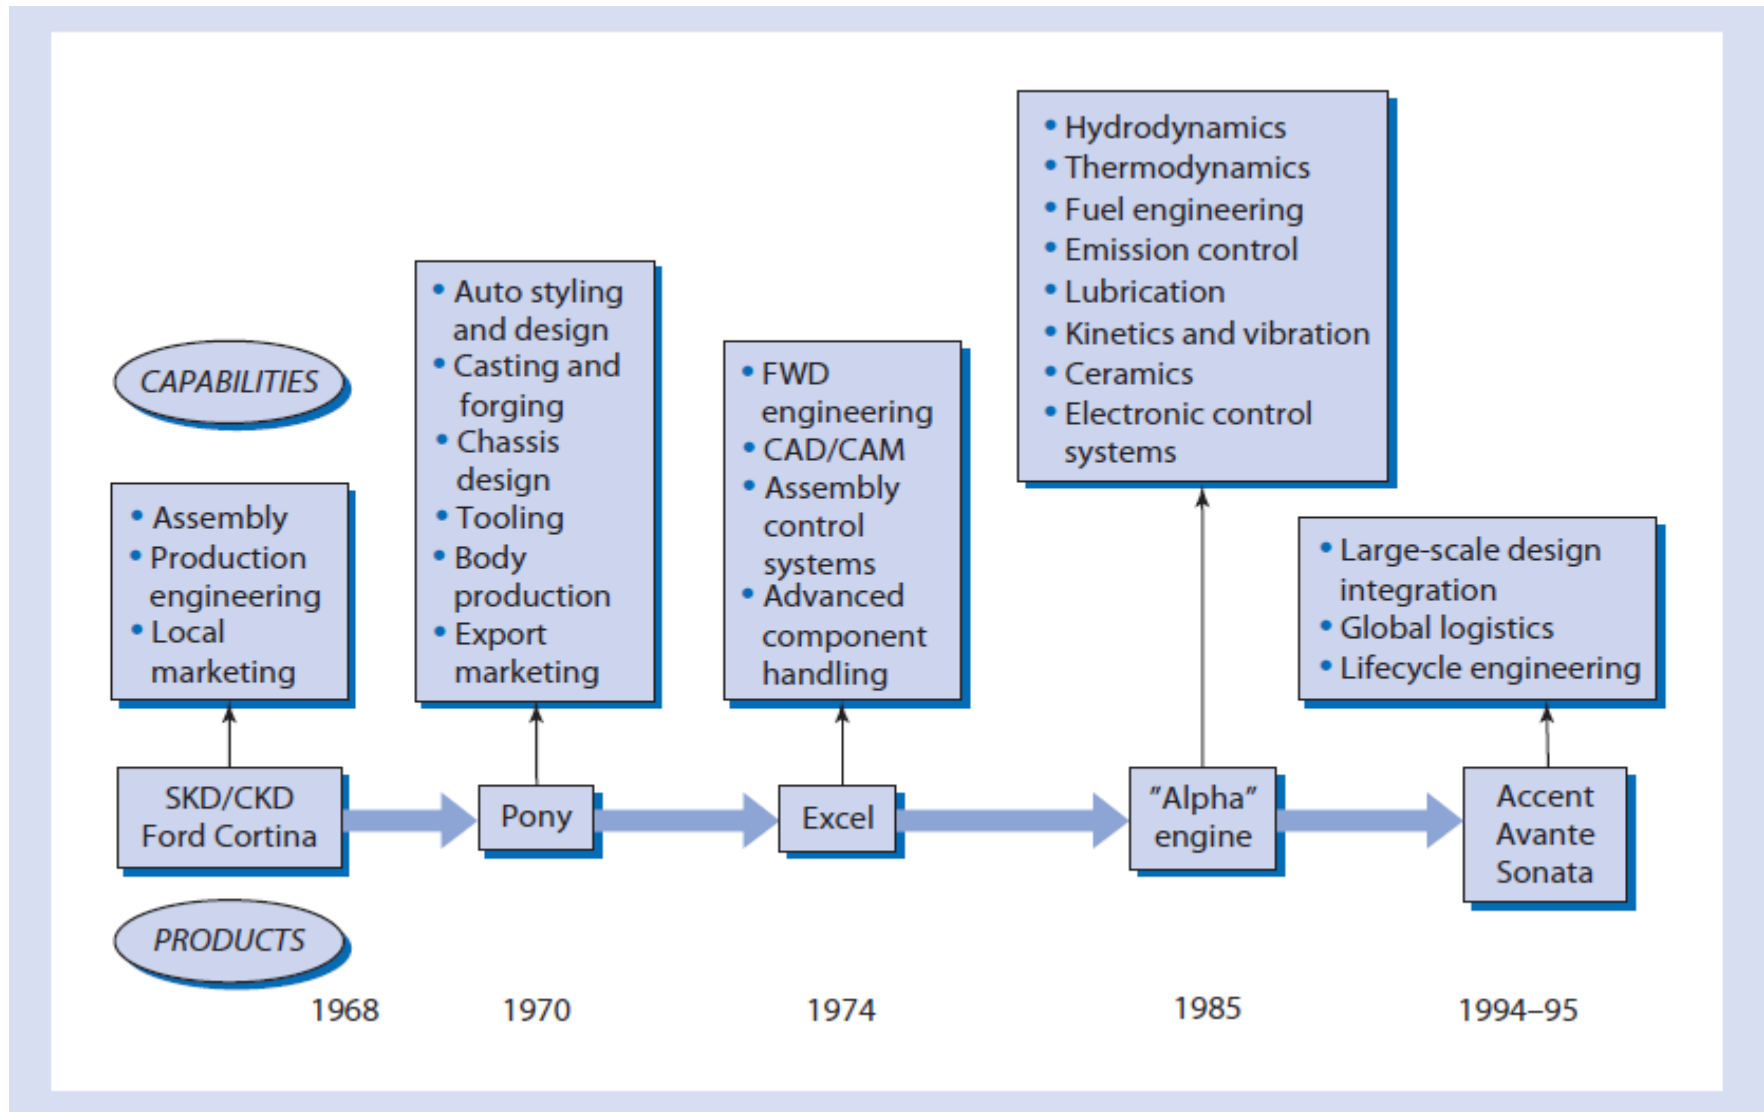 CAPABILITIES
• Assembly
• Production
engineering
• Local
marketing
• Auto styling
and design
• Casting and
forging
• Chassis
design
• Tooling
• Body
production
• Export
marketing
• FWD
engineering
• CAD/CAM
• Assembly
control
systems
• Advanced
component
handling
• Hydrodynamics
• Thermodynamics
• Fuel engineering
• Emission control
• Lubrication
• Kinetics and vibration
• Ceramics
• Electronic control
systems
• Large-scale design
integration
• Global logistics
• Lifecycle engineering
SKD/CKD
Ford Cortina
Pony
Excel
"Alpha"
engine
Accent
Avante
Sonata
PRODUCTS
1968
1970
1974
1985
1994–95